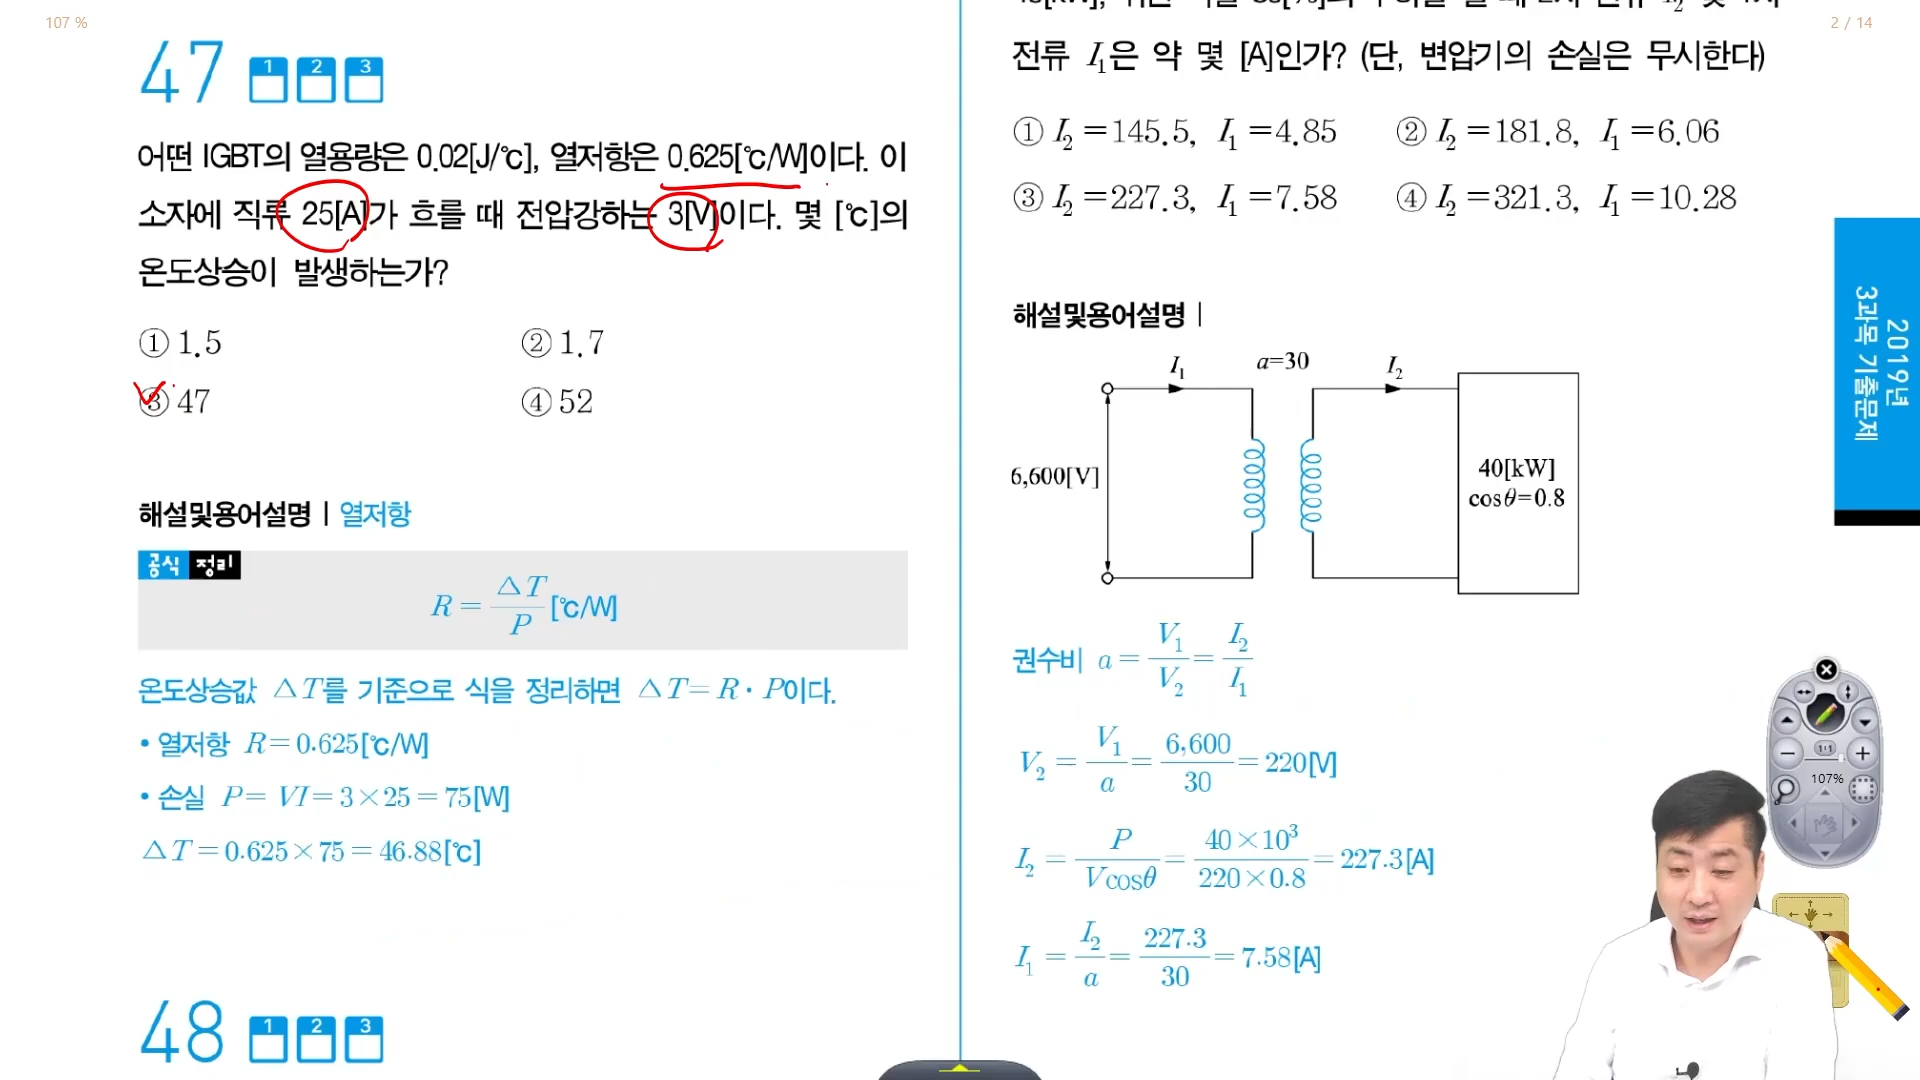 107 %
2 / 14
47 1 2 3
어떤 IGBT의 열용량은 0.02[J/℃], 열저항은 0.625[℃/W]이다. 이
소자에 직류 25[A]가 흐를 때 전압강하는 3[V]이다. 몇 [℃]의
온도상승이 발생하는가?
① 1.5 ② 1.7
③ 47 ④ 52
해설및용어설명 | 열저항
공식 정리
R = △T / P [℃/W]
온도상승값 △T를 기준으로 식을 정리하면 △T = R · P이다.
• 열저항 R = 0.625[℃/W]
• 손실 P = VI = 3 × 25 = 75[W]
△T = 0.625 × 75 = 46.88[℃]
48 1 2 3
전류 I₁은 약 몇 [A]인가? (단, 변압기의 손실은 무시한다)
① I₂ = 145.5, I₁ = 4.85 ② I₂ = 181.8, I₁ = 6.06
③ I₂ = 227.3, I₁ = 7.58 ④ I₂ = 321.3, I₁ = 10.28
해설및용어설명 |
I₁ a=30 I₂
6,600[V]
40[kW]
cosθ=0.8
권수비 a = V₁ / V₂ = I₂ / I₁
V₂ = V₁ / a = 6,600 / 30 = 220[V]
I₂ = P / Vcosθ = 40 × 10³ / 220 × 0.8 = 227.3[A]
I₁ = I₂ / a = 227.3 / 30 = 7.58[A]
2019년
3과목 기출문제
1:1
107%